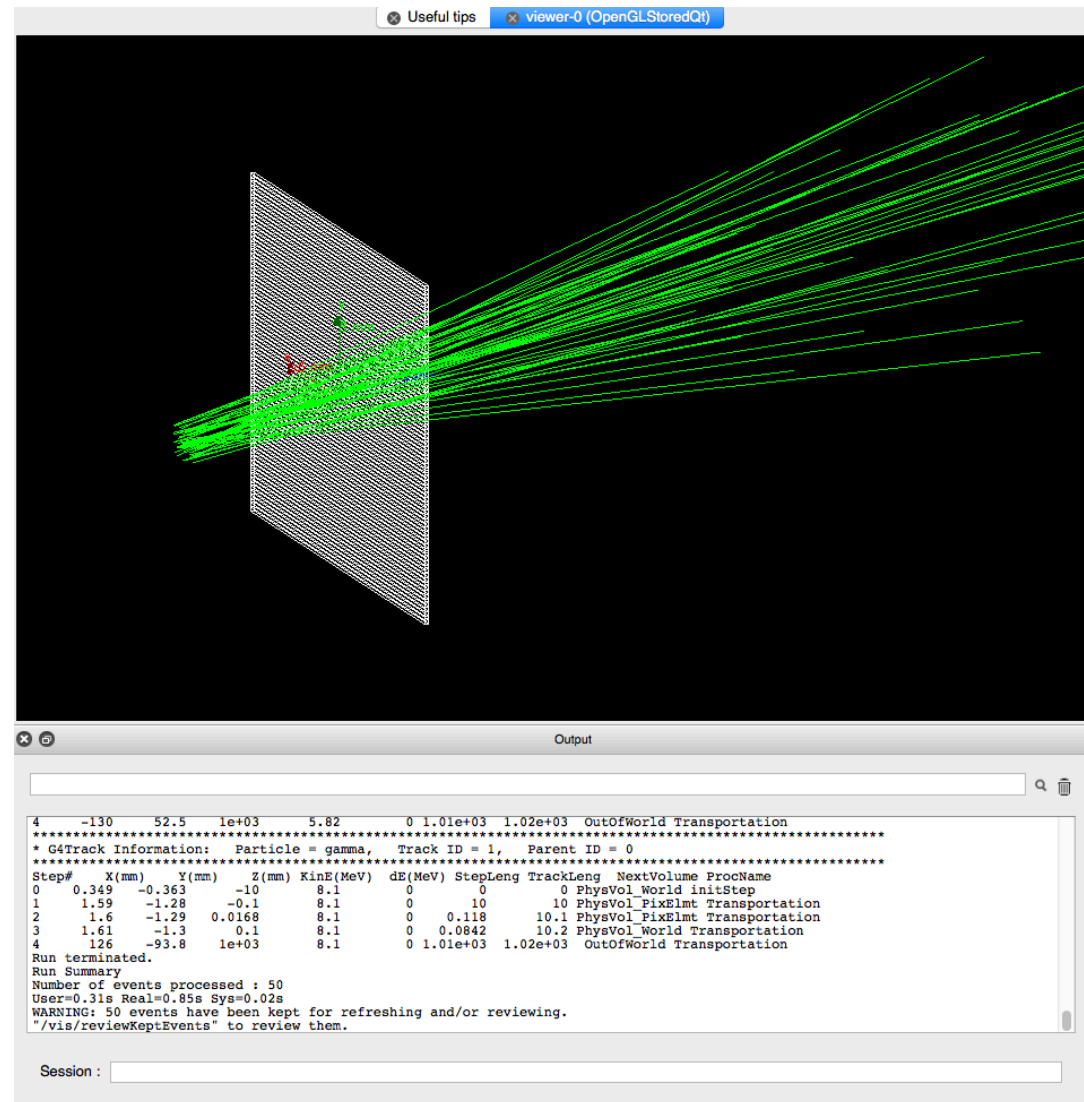 Useful tips viewer-0 (OpenGLStoredQt)
Output
4 -130 52.5 1e+03 5.82 0 1.01e+03 1.02e+03 OutOfWorld Transportation
*********************************************************************************************************
* G4Track Information: Particle = gamma, Track ID = 1, Parent ID = 0
*********************************************************************************************************
Step# X(mm) Y(mm) Z(mm) KinE(MeV) dE(MeV) StepLeng TrackLeng NextVolume ProcName
0 0.349 -0.363 -10 8.1 0 0 0 PhysVol_World initStep
1 1.59 -1.28 -0.1 8.1 0 10 10 PhysVol_PixElmt Transportation
2 1.6 -1.29 0.0168 8.1 0 0.118 10.1 PhysVol_PixElmt Transportation
3 1.61 -1.3 0.1 8.1 0 0.0842 10.2 PhysVol_World Transportation
4 126 -93.8 1e+03 8.1 0 1.01e+03 1.02e+03 OutOfWorld Transportation
Run terminated.
Run Summary
Number of events processed : 50
User=0.31s Real=0.85s Sys=0.02s
WARNING: 50 events have been kept for refreshing and/or reviewing.
"/vis/reviewKeptEvents" to review them.
Session :